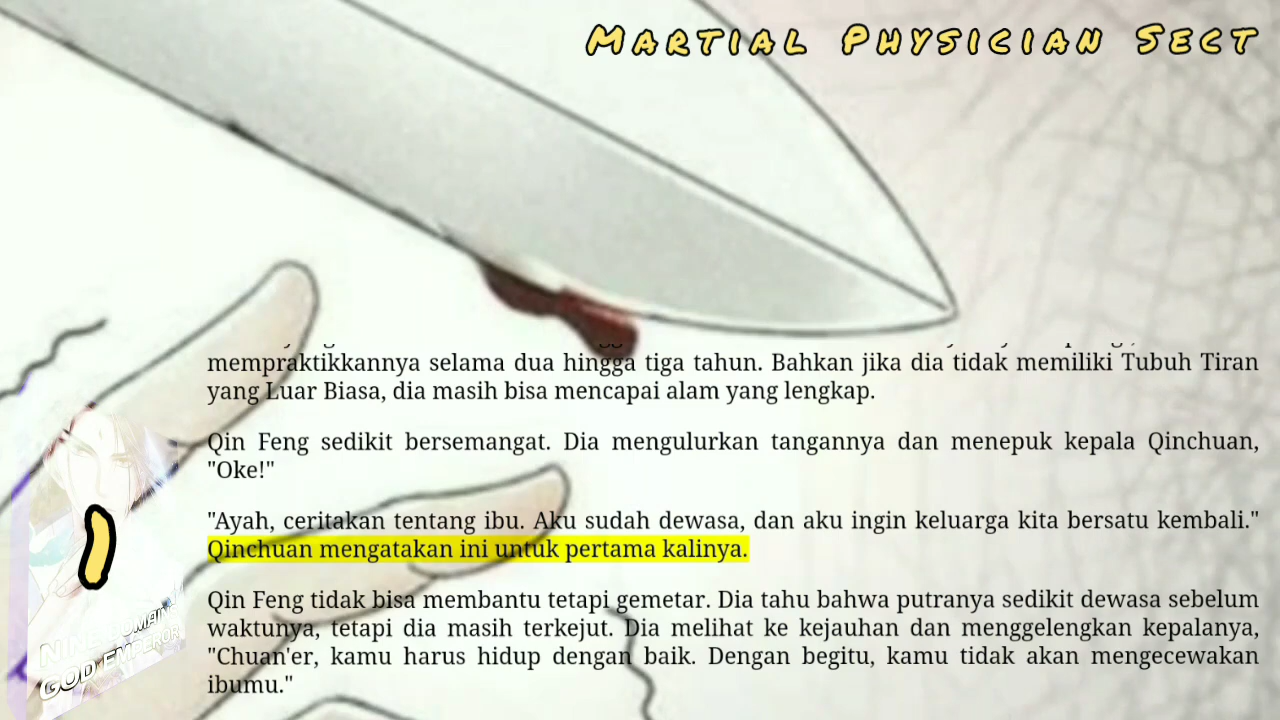 Martial Physician Sect
mempraktikkannya selama dua hingga tiga tahun. Bahkan jika dia tidak memiliki Tubuh Tiran
yang Luar Biasa, dia masih bisa mencapai alam yang lengkap.
Qin Feng sedikit bersemangat. Dia mengulurkan tangannya dan menepuk kepala Qinchuan,
"Oke!"
"Ayah, ceritakan tentang ibu. Aku sudah dewasa, dan aku ingin keluarga kita bersatu kembali."
Qinchuan mengatakan ini untuk pertama kalinya.
Qin Feng tidak bisa membantu tetapi gemetar. Dia tahu bahwa putranya sedikit dewasa sebelum
waktunya, tetapi dia masih terkejut. Dia melihat ke kejauhan dan menggelengkan kepalanya,
"Chuan'er, kamu harus hidup dengan baik. Dengan begitu, kamu tidak akan mengecewakan
ibumu."
GOD EMPEROR